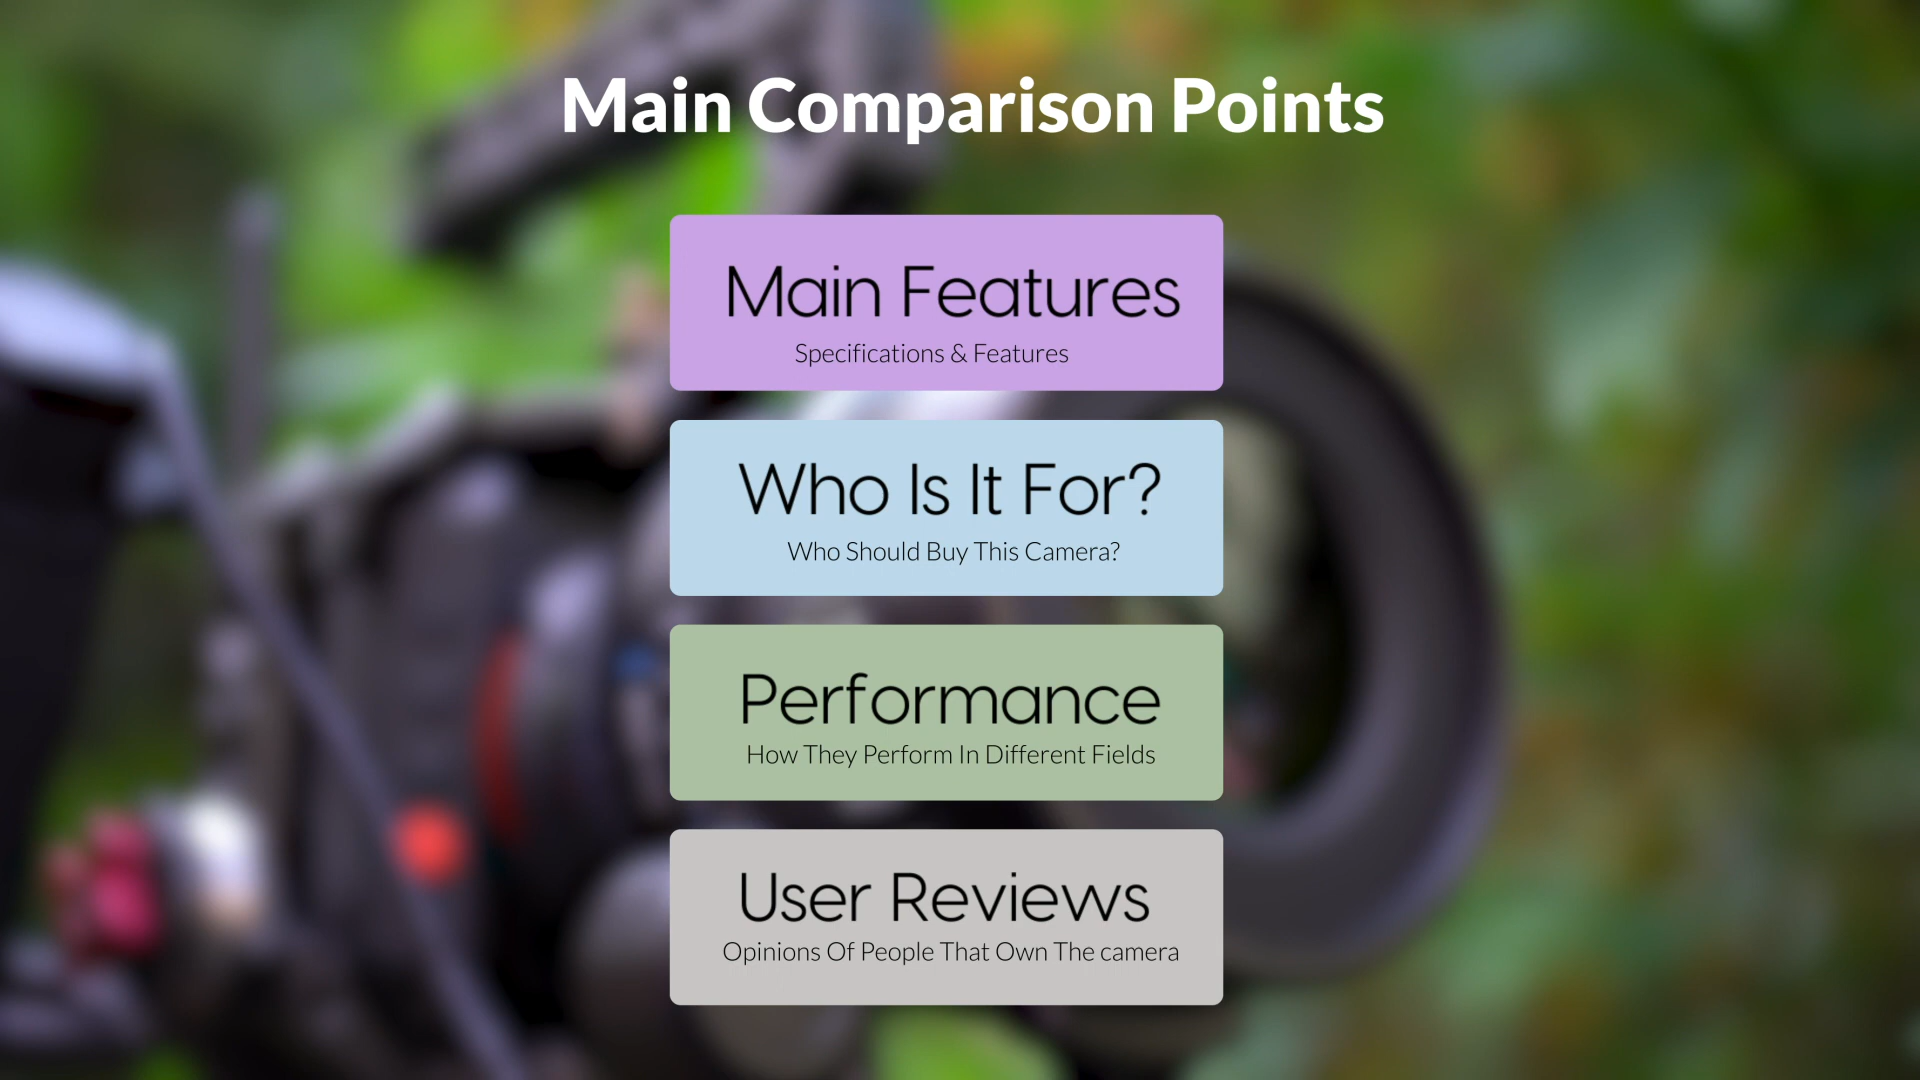 Main Comparison Points
Main Features
Specifications & Features
Who Is It For?
Who Should Buy This Camera?
Performance
How They Perform In Different Fields
User Reviews
Opinions Of People That Own The camera